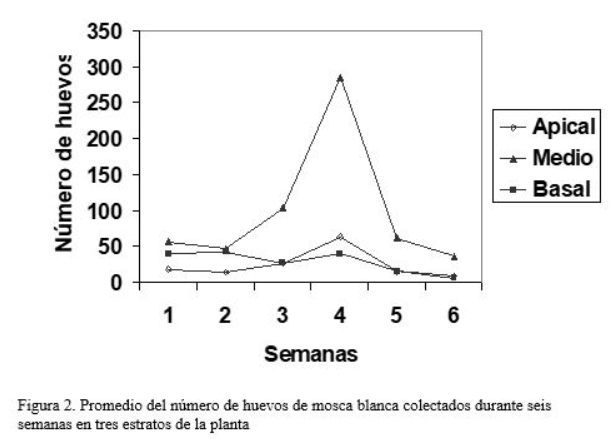 350
300
250
200
150
100
50
0
Número de huevos
1 2 3 4 5 6
Semanas
Apical
Medio
Basal
Figura 2. Promedio del número de huevos de mosca blanca colectados durante seis
semanas en tres estratos de la planta